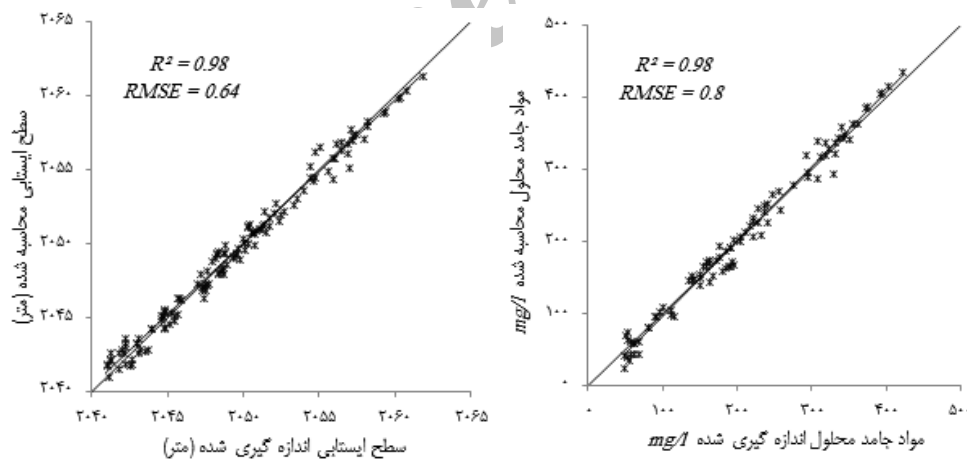 ۲۰۶۵
۲۰۶۰
۲۰۵۵
۲۰۵۰
۲۰۴۵
۲۰۴۰
سطح ایستابی محاسبه شده (متر)
R² = 0.98
RMSE = 0.64
۲۰۴۰ ۲۰۴۵ ۲۰۵۰ ۲۰۵۵ ۲۰۶۰ ۲۰۶۵
سطح ایستابی اندازه گیری شده (متر)
۵۰۰
۴۰۰
۳۰۰
۲۰۰
۱۰۰
۰
مواد جامد محلول محاسبه شده mg/l
R² = 0.98
RMSE = 0.8
۰ ۱۰۰ ۲۰۰ ۳۰۰ ۴۰۰ ۵۰۰
مواد جامد محلول اندازه گیری شده mg/l